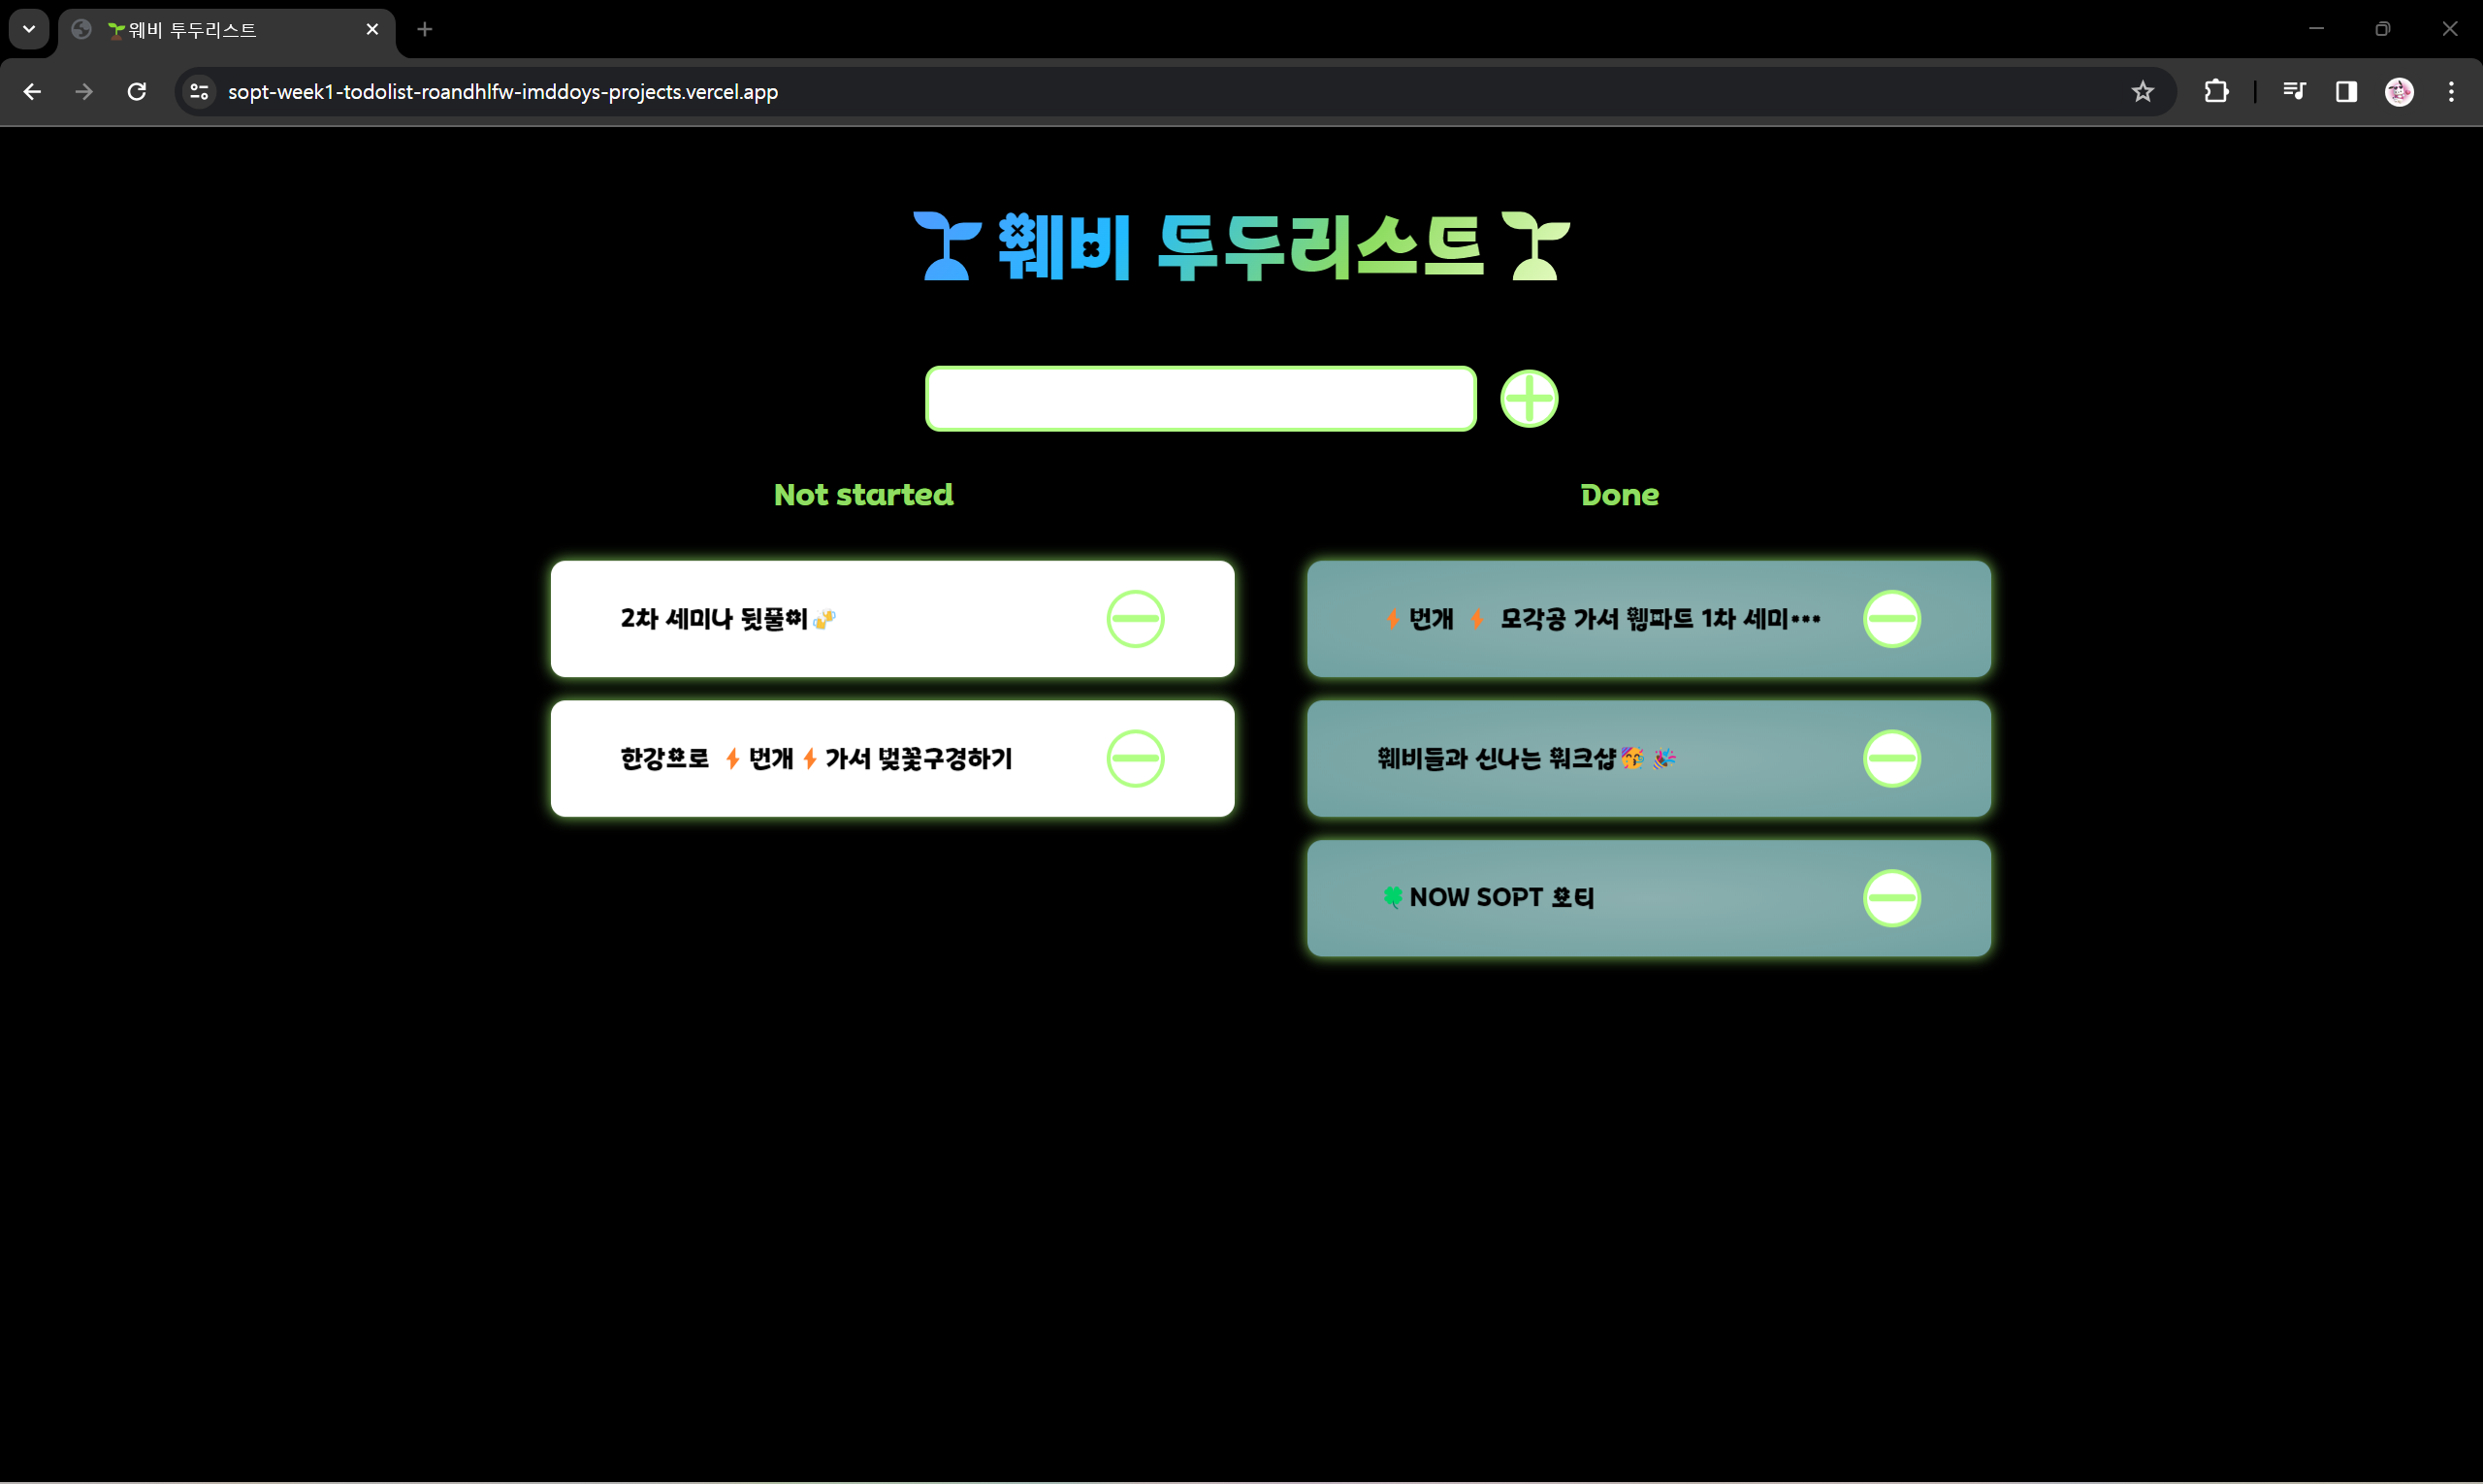 🌱웨비 투두리스트
sopt-week1-todolist-roandhlfw-imddoys-projects.vercel.app
🌱웨비 투두리스트🌱
Not started
2차 세미나 뒷풀이🍻
한강으로 ⚡번개⚡가서 벚꽃구경하기
Done
⚡번개 ⚡ 모각공 가서 웹파트 1차 세미…
웨비들과 신나는 워크샵🥳 🎉
🍀NOW SOPT 오티